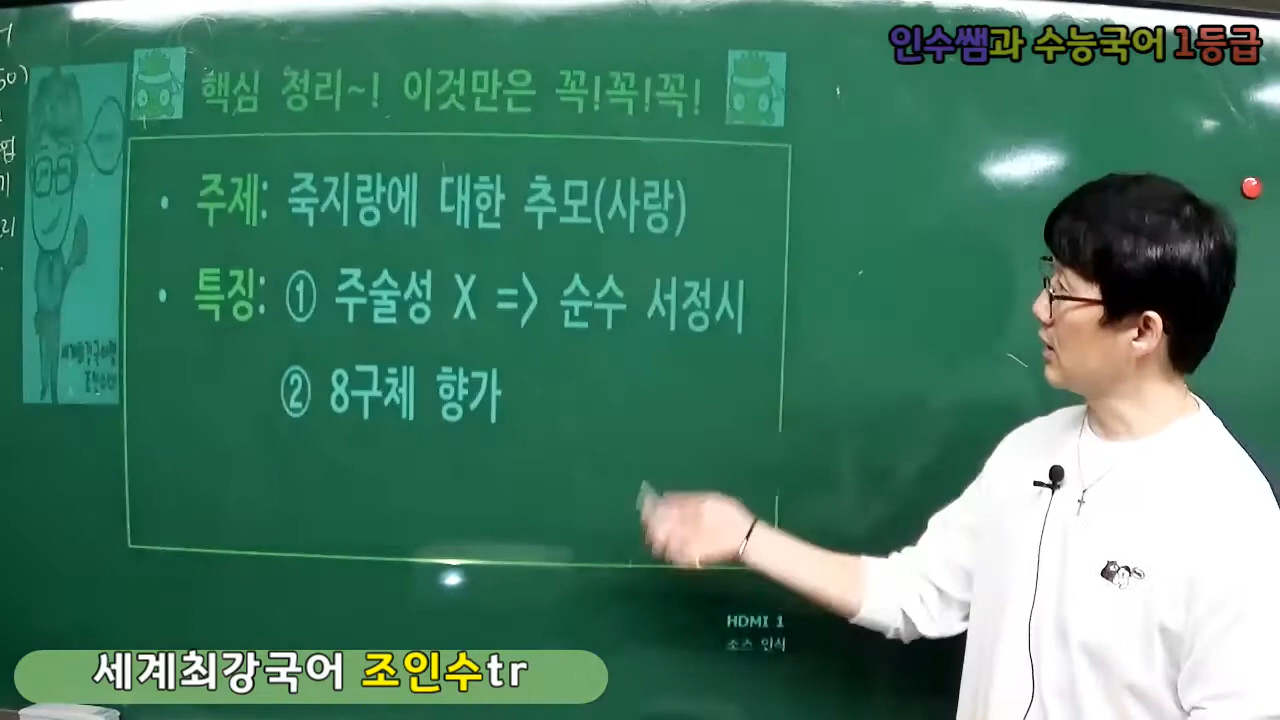 인수쌤과 수능국어 1등급
핵심 정리~! 이것만은 꼭!꼭!꼭!
• 주제: 죽지랑에 대한 추모(사랑)
• 특징: ① 주술성 X => 순수 서정시
② 8구체 향가
HDMI 1
소스 인식
세계최강국어 조인수tr